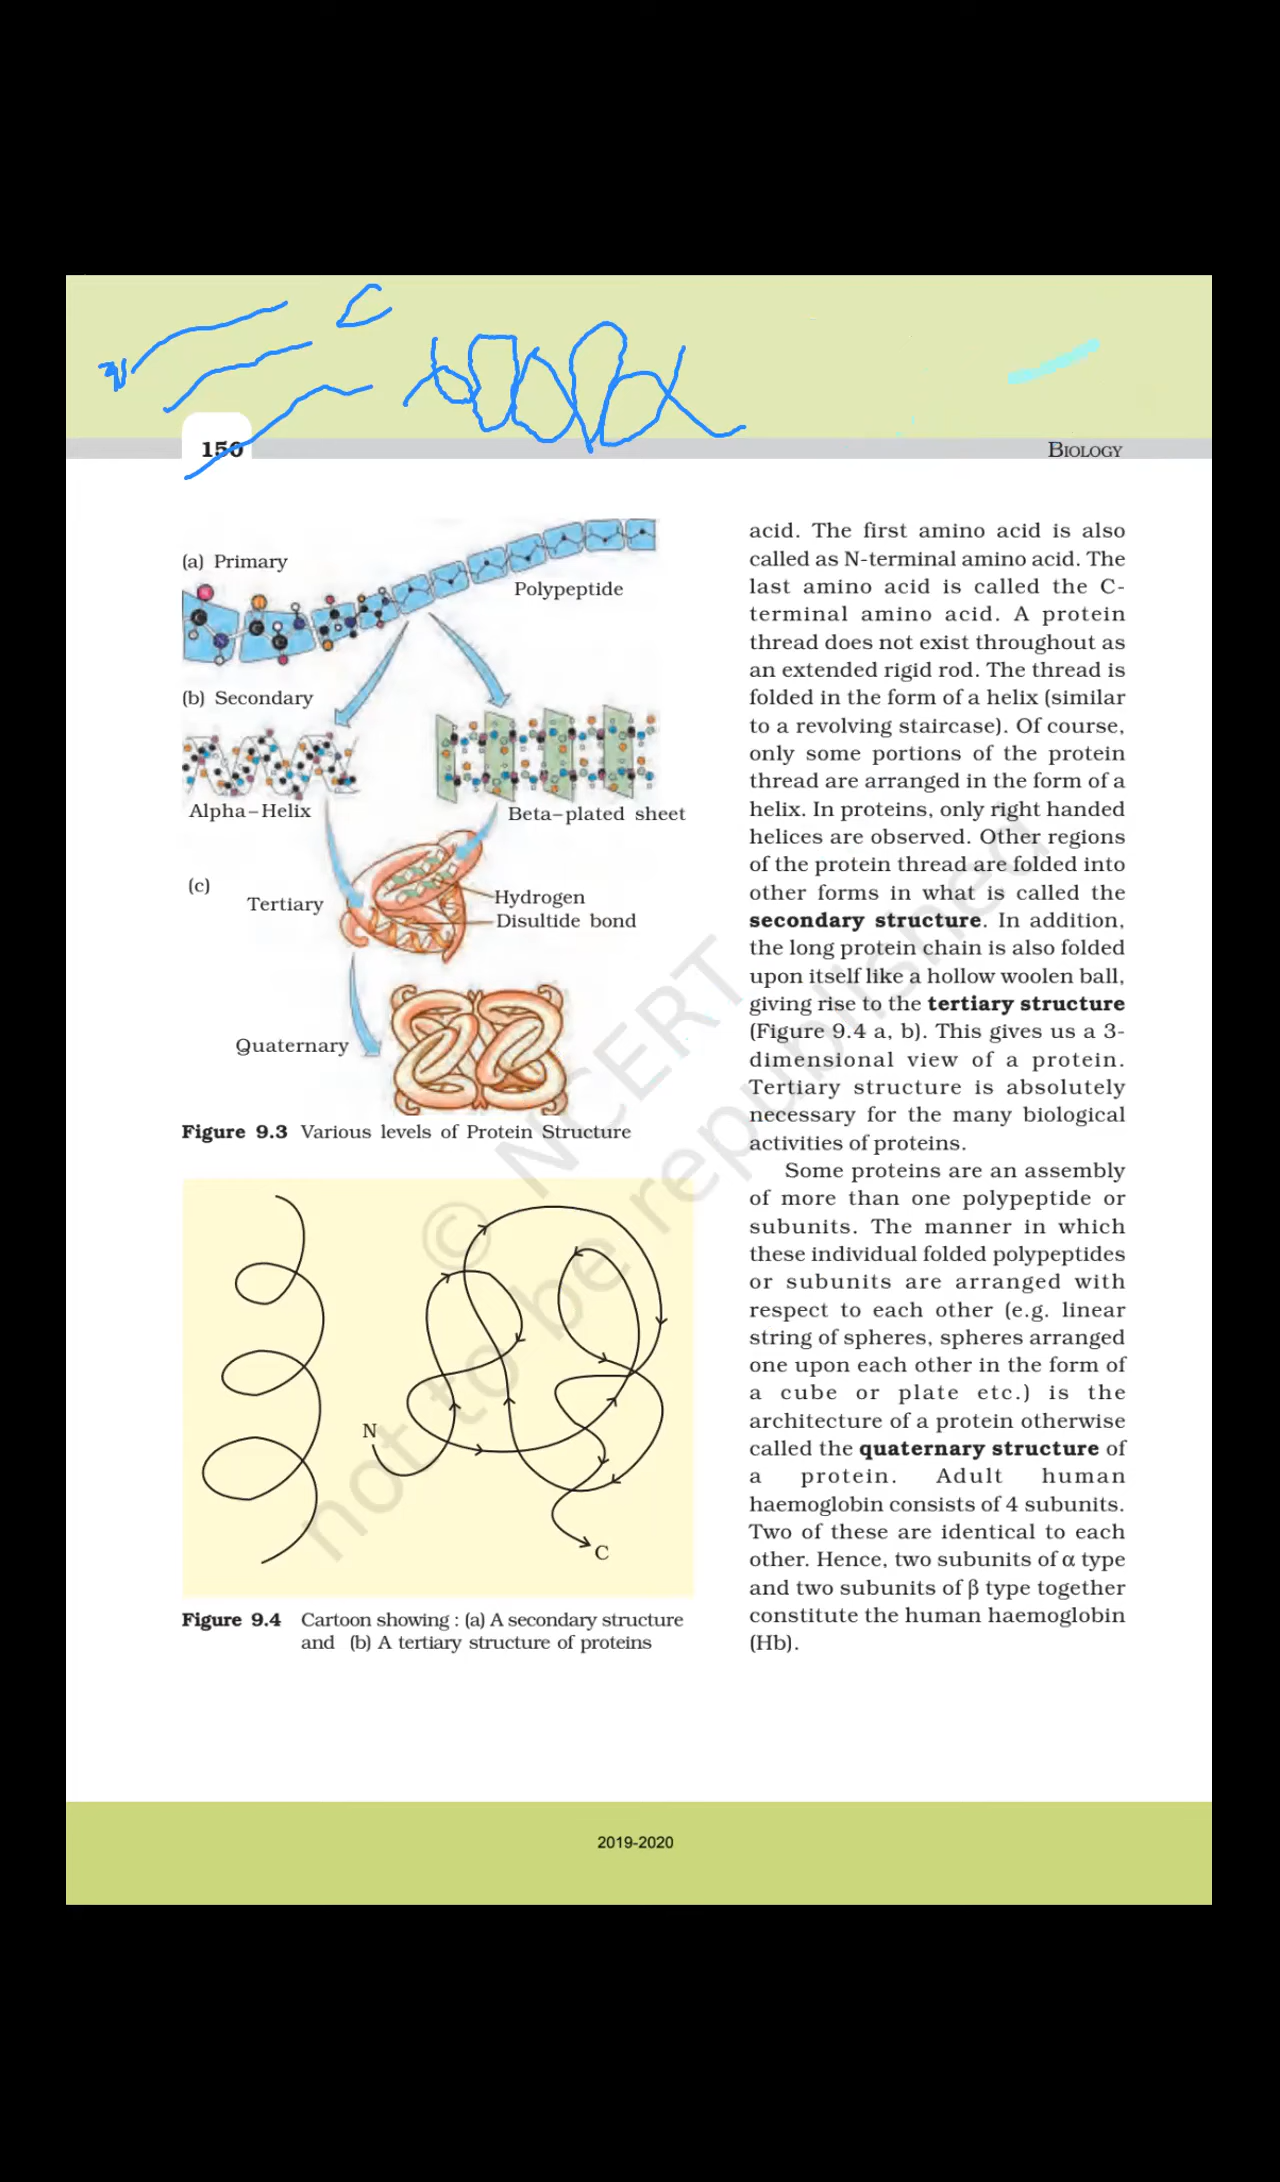 C
N
150
BIOLOGY
(a) Primary
Polypeptide
(b) Secondary
Alpha–Helix
Beta–plated sheet
(c)
Tertiary
Hydrogen
Disultide bond
Quaternary
Figure 9.3 Various levels of Protein Structure
N
C
Figure 9.4 Cartoon showing : (a) A secondary structure
and (b) A tertiary structure of proteins
acid. The first amino acid is also
called as N-terminal amino acid. The
last amino acid is called the C-
terminal amino acid. A protein
thread does not exist throughout as
an extended rigid rod. The thread is
folded in the form of a helix (similar
to a revolving staircase). Of course,
only some portions of the protein
thread are arranged in the form of a
helix. In proteins, only right handed
helices are observed. Other regions
of the protein thread are folded into
other forms in what is called the
secondary structure. In addition,
the long protein chain is also folded
upon itself like a hollow woolen ball,
giving rise to the tertiary structure
(Figure 9.4 a, b). This gives us a 3-
dimensional view of a protein.
Tertiary structure is absolutely
necessary for the many biological
activities of proteins.
Some proteins are an assembly
of more than one polypeptide or
subunits. The manner in which
these individual folded polypeptides
or subunits are arranged with
respect to each other (e.g. linear
string of spheres, spheres arranged
one upon each other in the form of
a cube or plate etc.) is the
architecture of a protein otherwise
called the quaternary structure of
a protein. Adult human
haemoglobin consists of 4 subunits.
Two of these are identical to each
other. Hence, two subunits of α type
and two subunits of β type together
constitute the human haemoglobin
(Hb).
© NCERT
not to be republished
2019-2020